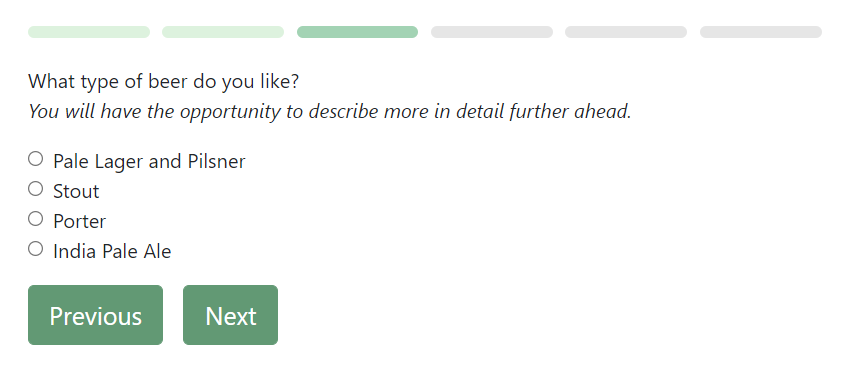 What type of beer do you like?
You will have the opportunity to describe more in detail further ahead.
Pale Lager and Pilsner
Stout
Porter
India Pale Ale
Previous
Next